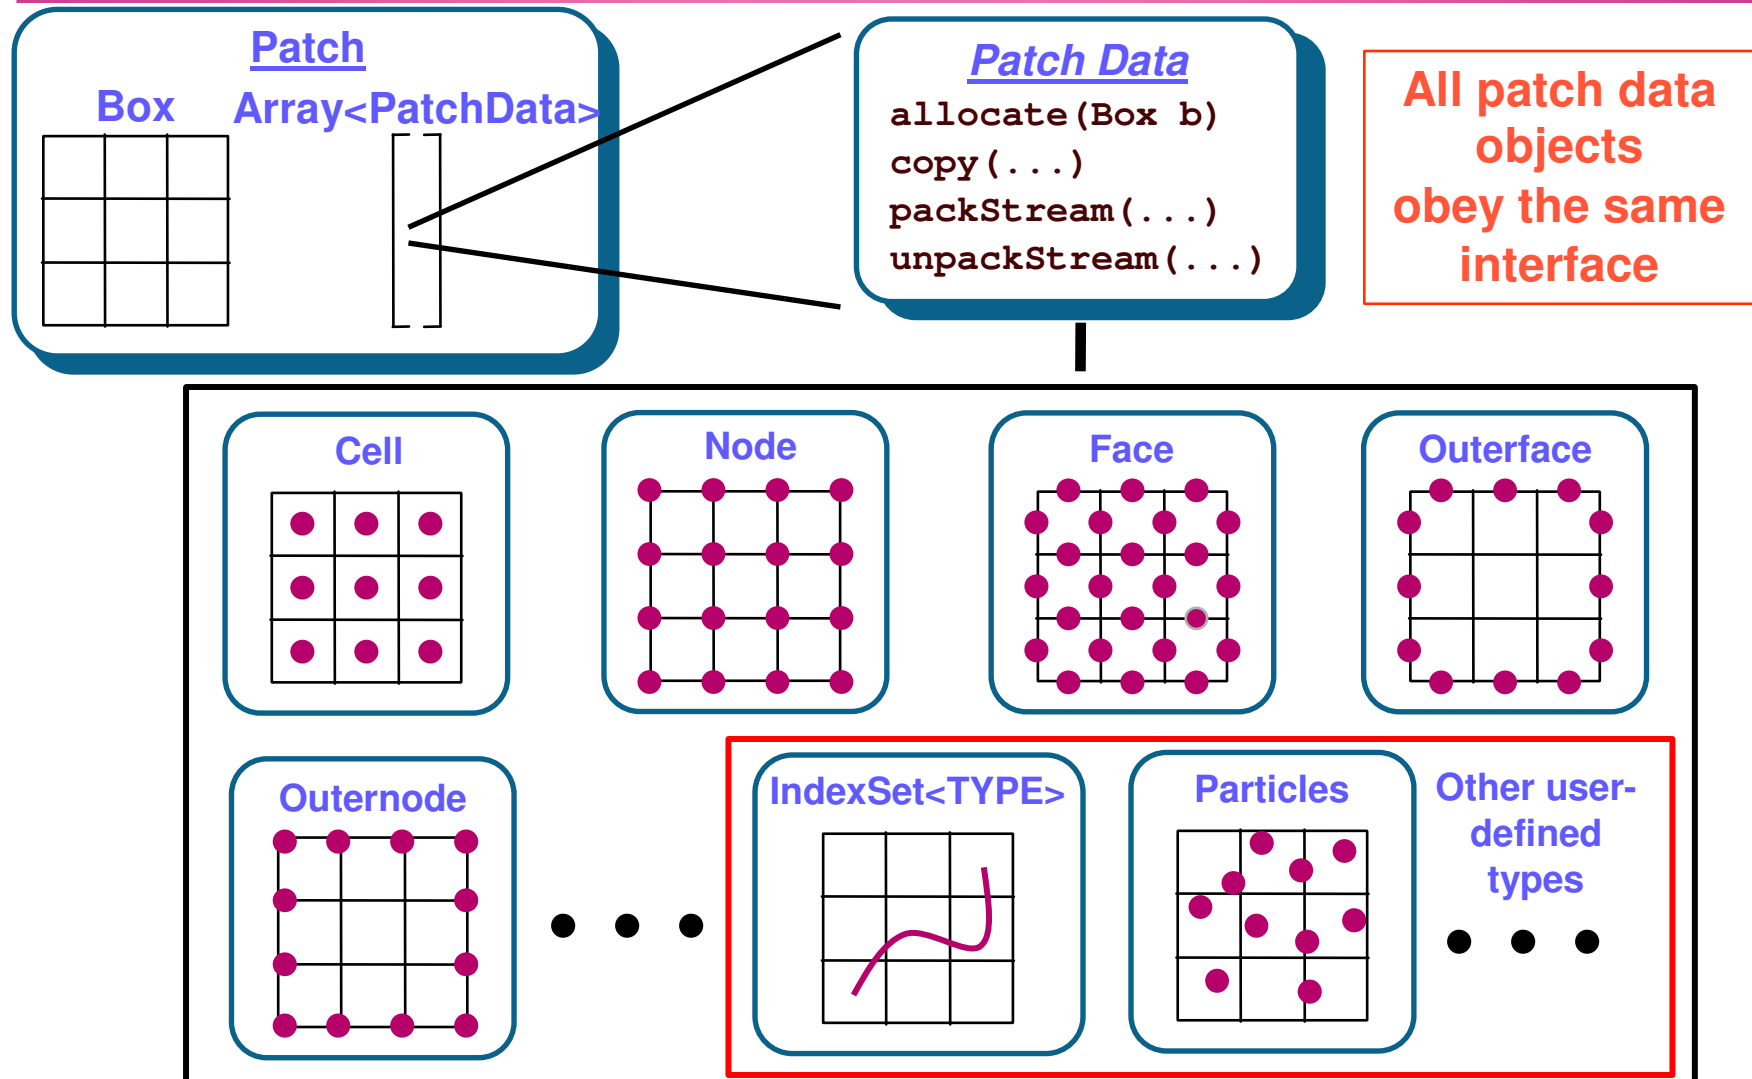 Patch
Box
Array<PatchData>
Patch Data
allocate(Box b)
copy(...)
packStream(...)
unpackStream(...)
All patch data
objects
obey the same
interface
Cell
Node
Face
Outerface
Outernode
IndexSet<TYPE>
Particles
Other user-
defined
types